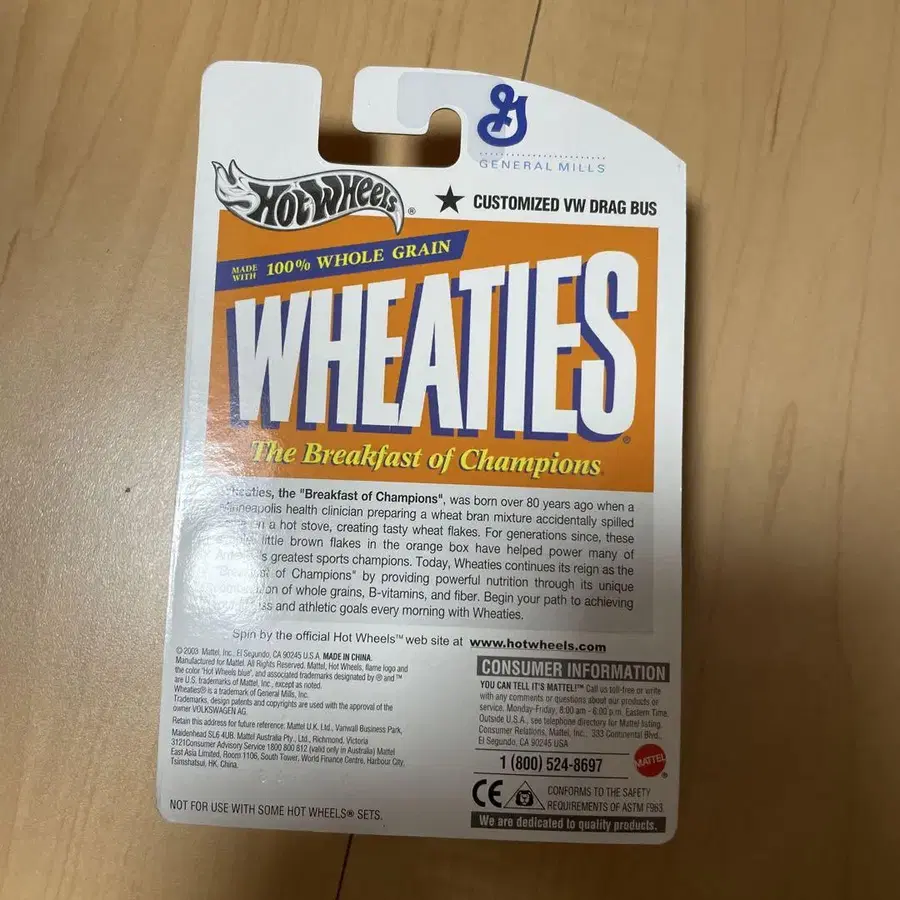 GENERAL MILLS
HOT WHEELS®
★ CUSTOMIZED VW DRAG BUS
MADE WITH 100% WHOLE GRAIN
WHEATIES®
The Breakfast of Champions
the "Breakfast of Champions", was born over 80 years ago when a
Minneapolis health clinician preparing a wheat bran mixture accidentally spilled
on a hot stove, creating tasty wheat flakes. For generations since, these
little brown flakes in the orange box have helped power many of
greatest sports champions. Today, Wheaties continues its reign as the
of Champions" by providing powerful nutrition through its unique
of whole grains, B-vitamins, and fiber. Begin your path to achieving
and athletic goals every morning with Wheaties.
Spin by the official Hot Wheels™ web site at www.hotwheels.com
© 2003 Mattel, Inc., El Segundo, CA 90245 U.S.A. MADE IN CHINA.
Manufactured for Mattel. All Rights Reserved. Mattel, Hot Wheels, flame logo and
the color "Hot Wheels blue", and associated trademarks designated by ® and ™
are U.S. trademarks of Mattel, Inc., except as noted.
Wheaties® is a trademark of General Mills, Inc.
Trademarks, design patents and copyrights are used with the approval of the
owner VOLKSWAGEN AG.
Retain this address for future reference: Mattel U.K. Ltd., Vanwall Business Park,
Maidenhead SL6 4UB. Mattel Australia Pty., Ltd., Richmond, Victoria
3121Consumer Advisory Service 1800 800 812 (valid only in Australia) Mattel
East Asia Limited, Room 1106, South Tower, World Finance Centre, Harbour City,
Tsimshatsui, HK, China.
NOT FOR USE WITH SOME HOT WHEELS® SETS.
CONSUMER INFORMATION
YOU CAN TELL IT'S MATTEL!™ Call us toll-free or write
with any comments or questions about our products or
service. Monday-Friday, 8:00 am - 6:00 p.m. Eastern Time.
Outside U.S.A., see telephone directory for Mattel listing.
Consumer Relations, Mattel, Inc., 333 Continental Blvd.,
El Segundo, CA 90245 USA
1 (800) 524-8697
MATTEL®
CE
CONFORMS TO THE SAFETY
REQUIREMENTS OF ASTM F963.
We are dedicated to quality products.